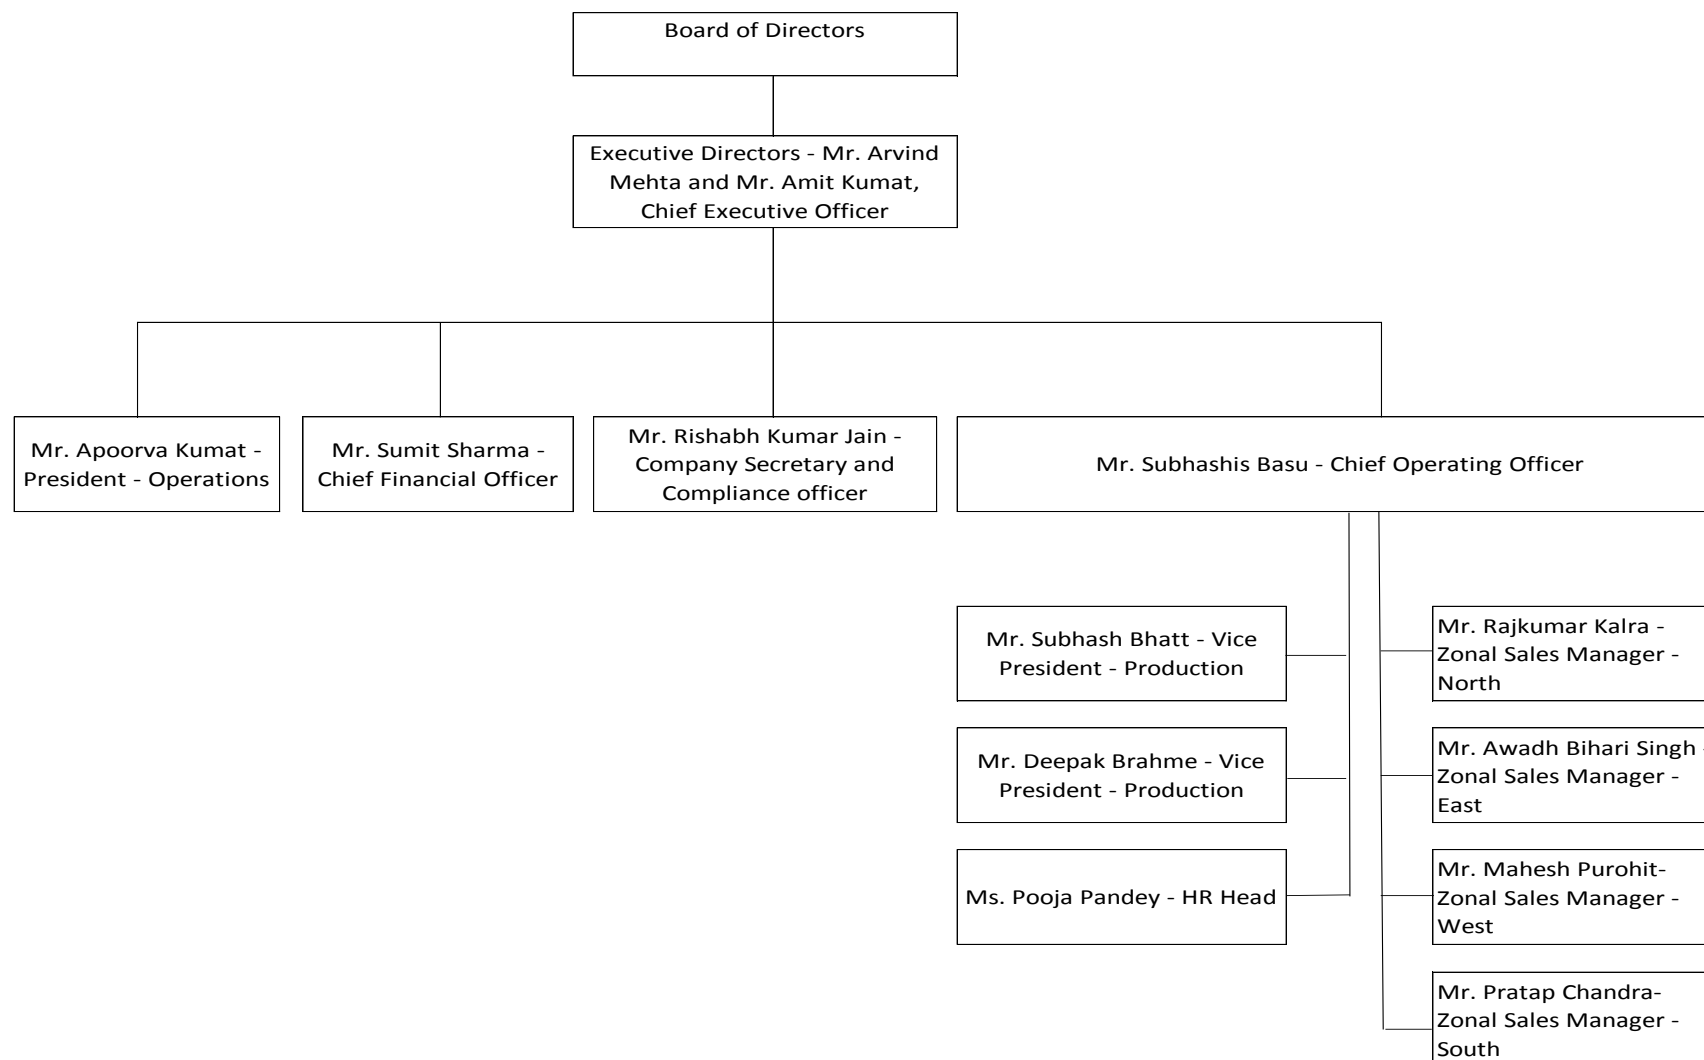 Board of Directors
Executive Directors - Mr. Arvind
Mehta and Mr. Amit Kumat,
Chief Executive Officer
Mr. Apoorva Kumat -
President - Operations
Mr. Sumit Sharma -
Chief Financial Officer
Mr. Rishabh Kumar Jain -
Company Secretary and
Compliance officer
Mr. Subhashis Basu - Chief Operating Officer
Mr. Subhash Bhatt - Vice
President - Production
Mr. Rajkumar Kalra -
Zonal Sales Manager -
North
Mr. Deepak Brahme - Vice
President - Production
Mr. Awadh Bihari Singh -
Zonal Sales Manager -
East
Ms. Pooja Pandey - HR Head
Mr. Mahesh Purohit-
Zonal Sales Manager -
West
Mr. Pratap Chandra-
Zonal Sales Manager -
South